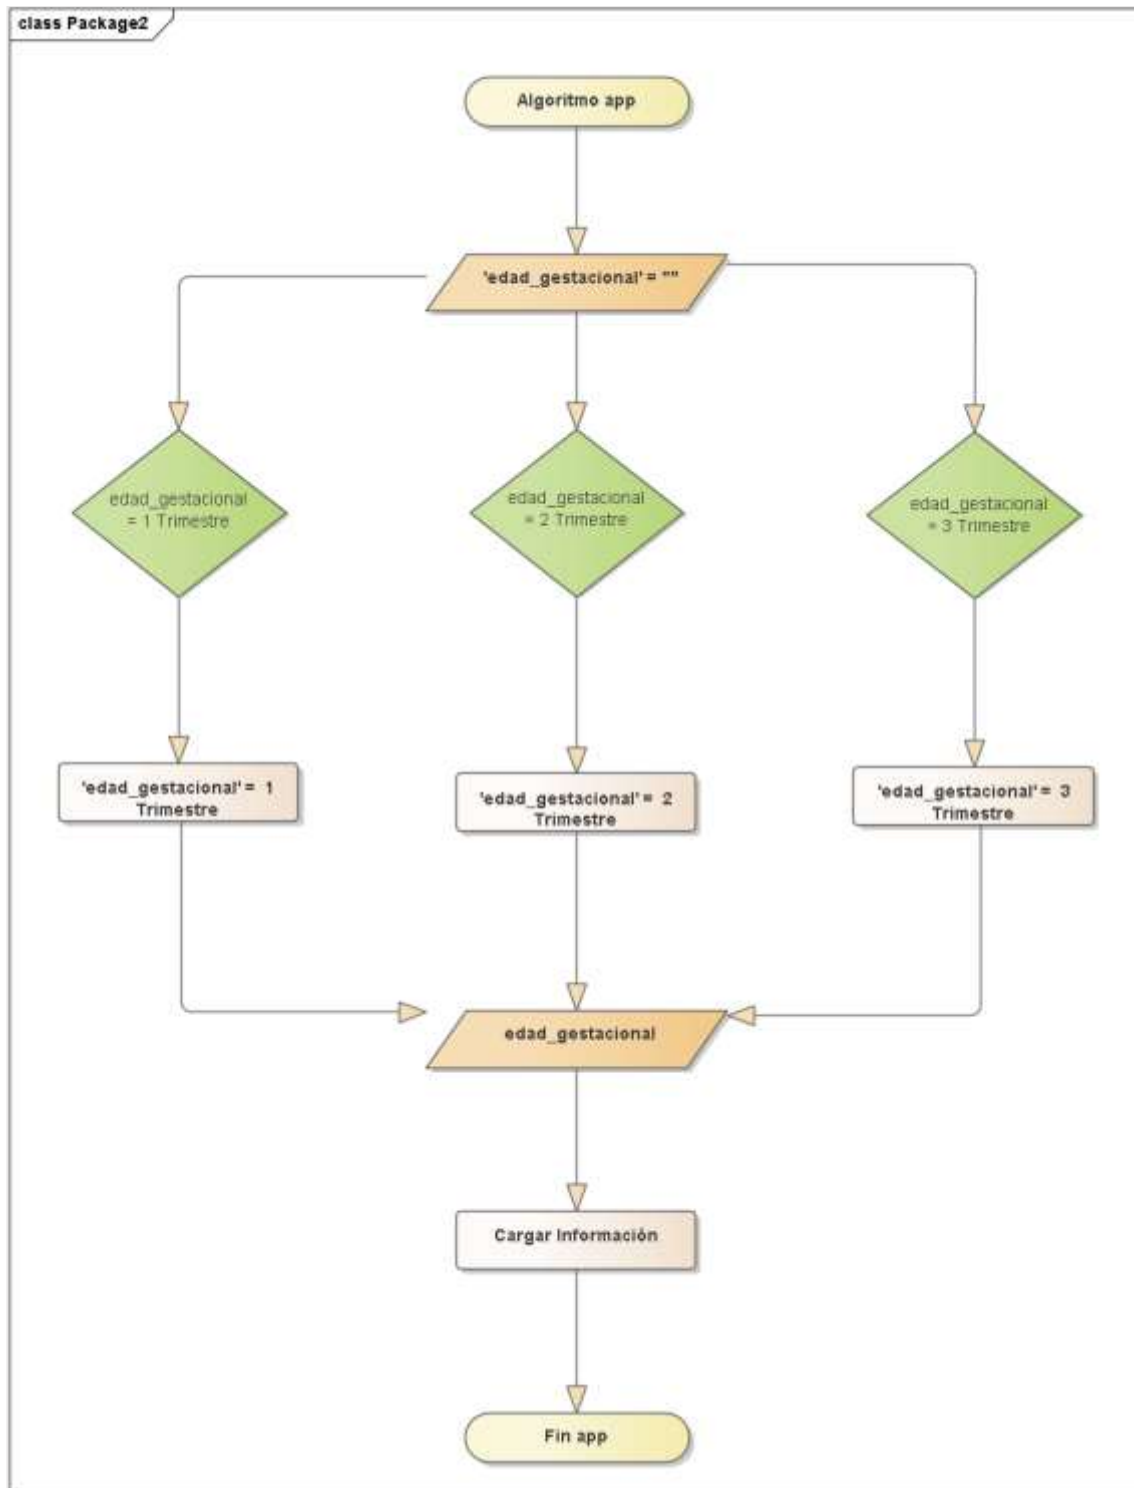 class Package2
Algoritmo app
'edad_gestacional' = ""
edad_gestacional
= 1 Trimestre
edad_gestacional
= 2 Trimestre
edad_gestacional
= 3 Trimestre
'edad_gestacional' = 1
Trimestre
'edad_gestacional' = 2
Trimestre
'edad_gestacional' = 3
Trimestre
edad_gestacional
Cargar Información
Fin app